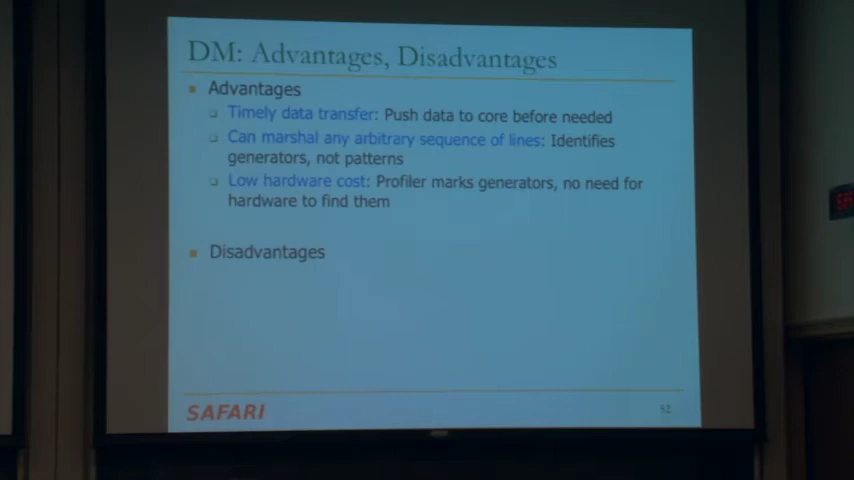 DM: Advantages, Disadvantages
Advantages
Timely data transfer: Push data to core before needed
Can marshal any arbitrary sequence of lines: Identifies
generators, not patterns
Low hardware cost: Profiler marks generators, no need for
hardware to find them
Disadvantages
SAFARI
52